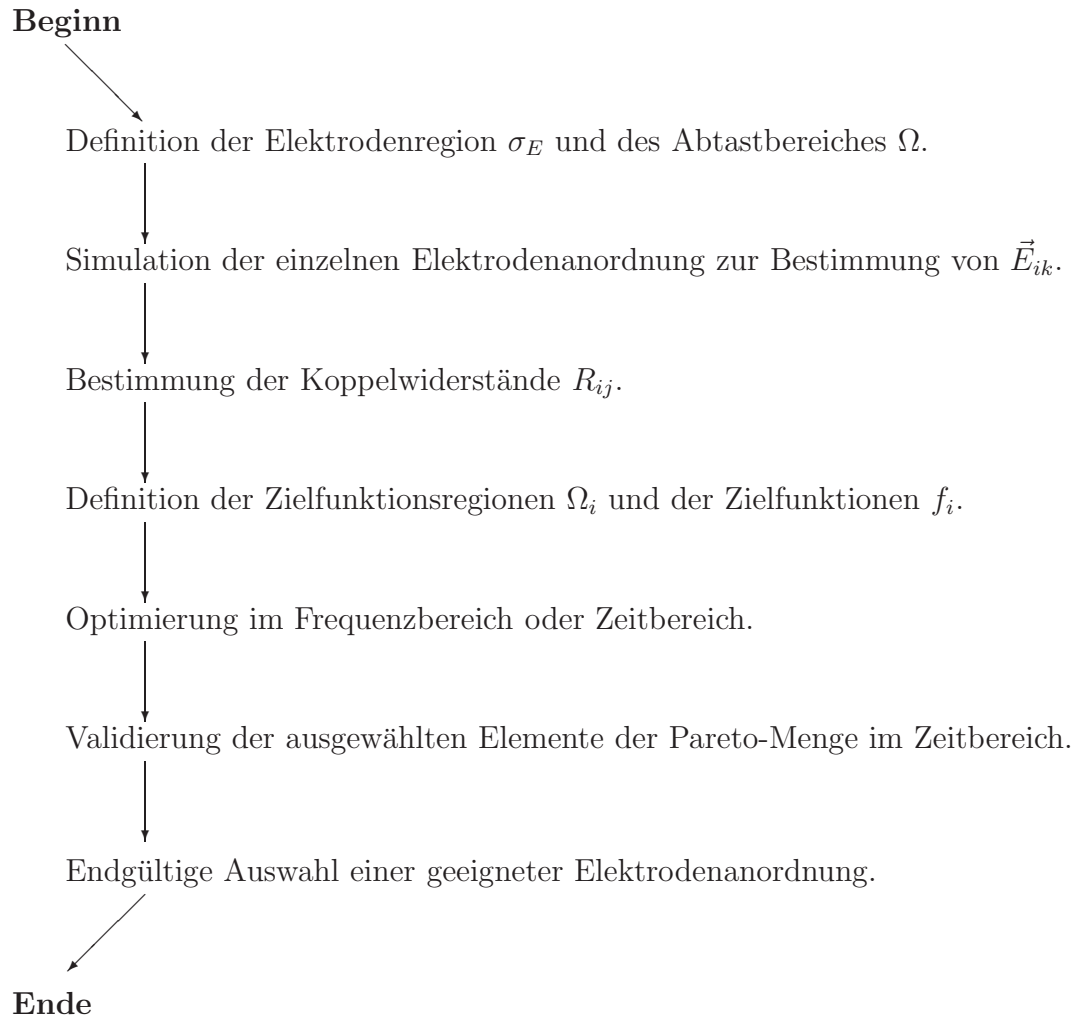 Beginn
Definition der Elektrodenregion σ_E und des Abtastbereiches Ω.
Simulation der einzelnen Elektrodenanordnung zur Bestimmung von E⃗_ik.
Bestimmung der Koppelwiderstände R_ij.
Definition der Zielfunktionsregionen Ω_i und der Zielfunktionen f_i.
Optimierung im Frequenzbereich oder Zeitbereich.
Validierung der ausgewählten Elemente der Pareto-Menge im Zeitbereich.
Endgültige Auswahl einer geeigneter Elektrodenanordnung.
Ende